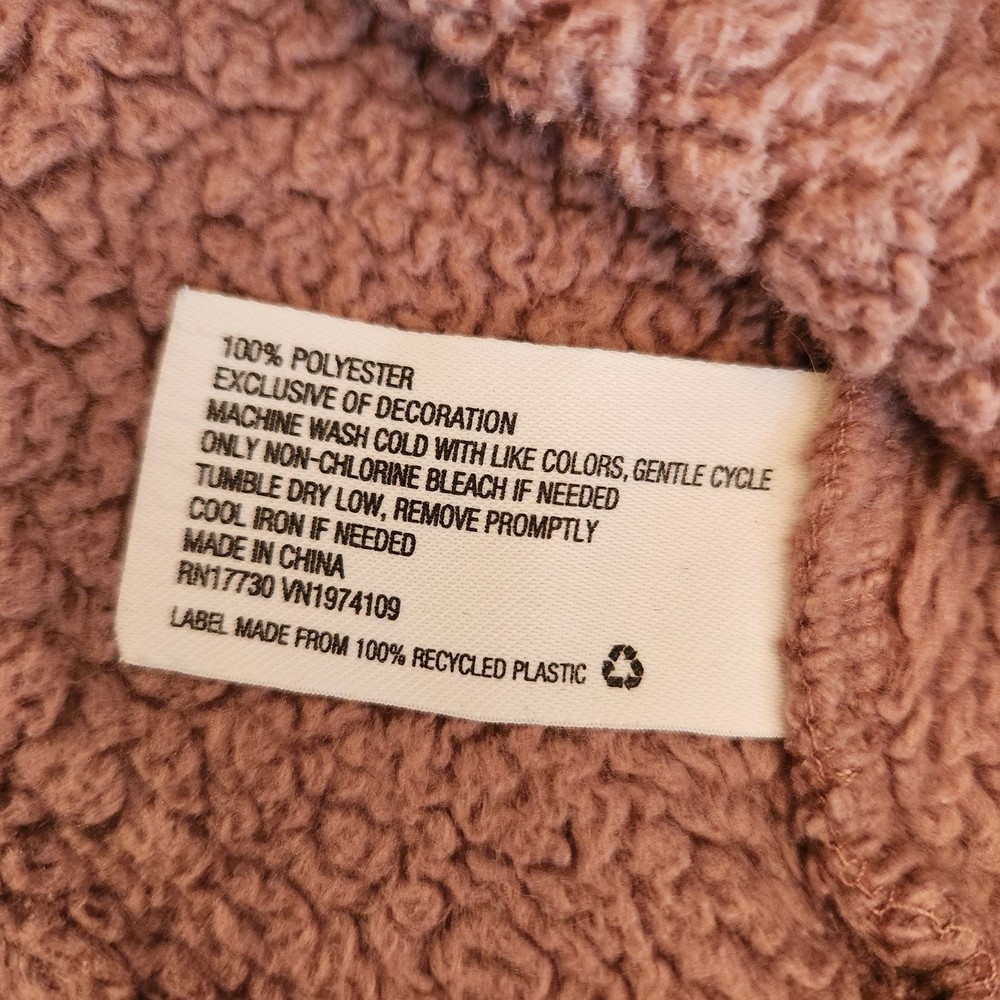 100% POLYESTER
EXCLUSIVE OF DECORATION
MACHINE WASH COLD WITH LIKE COLORS, GENTLE CYCLE
ONLY NON-CHLORINE BLEACH IF NEEDED
TUMBLE DRY LOW, REMOVE PROMPTLY
COOL IRON IF NEEDED
MADE IN CHINA
RN17730 VN1974109
LABEL MADE FROM 100% RECYCLED PLASTIC